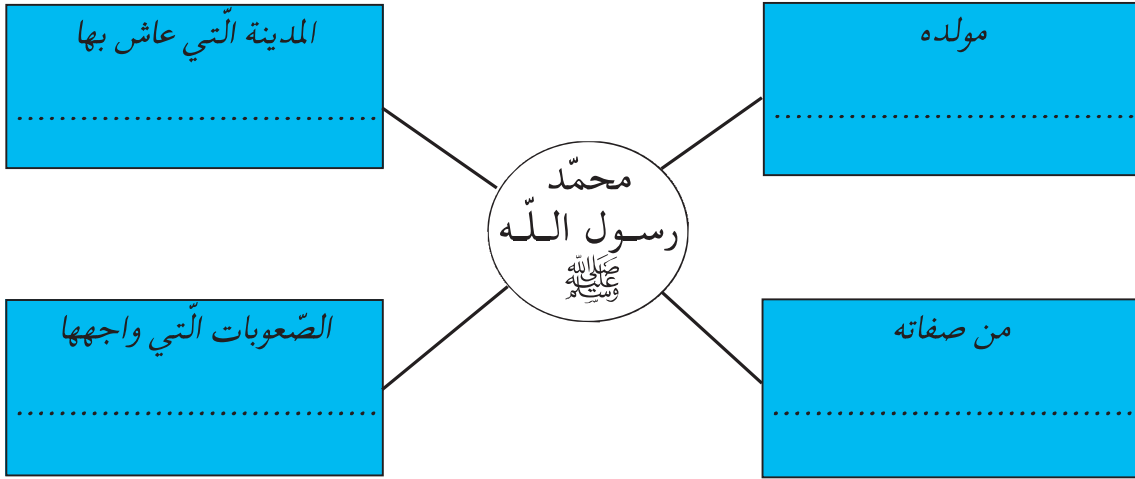 مولده
..................................
المدينة الّتي عاش بها
..................................
محمّد
رسول اللّه
صلى الله عليه وسلم
من صفاته
..................................
الصّعوبات الّتي واجهها
..................................